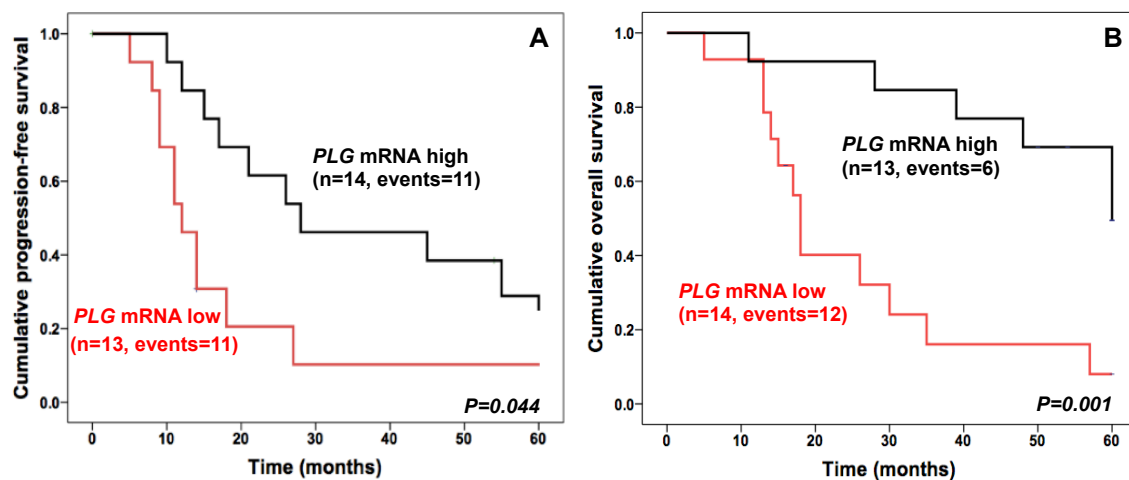 A
Cumulative progression-free survival
1.0
0.8
0.6
0.4
0.2
0.0
PLG mRNA high
(n=14, events=11)
PLG mRNA low
(n=13, events=11)
P=0.044
0 10 20 30 40 50 60
Time (months)
B
Cumulative overall survival
1.0
0.8
0.6
0.4
0.2
0.0
PLG mRNA high
(n=13, events=6)
PLG mRNA low
(n=14, events=12)
P=0.001
0 10 20 30 40 50 60
Time (months)